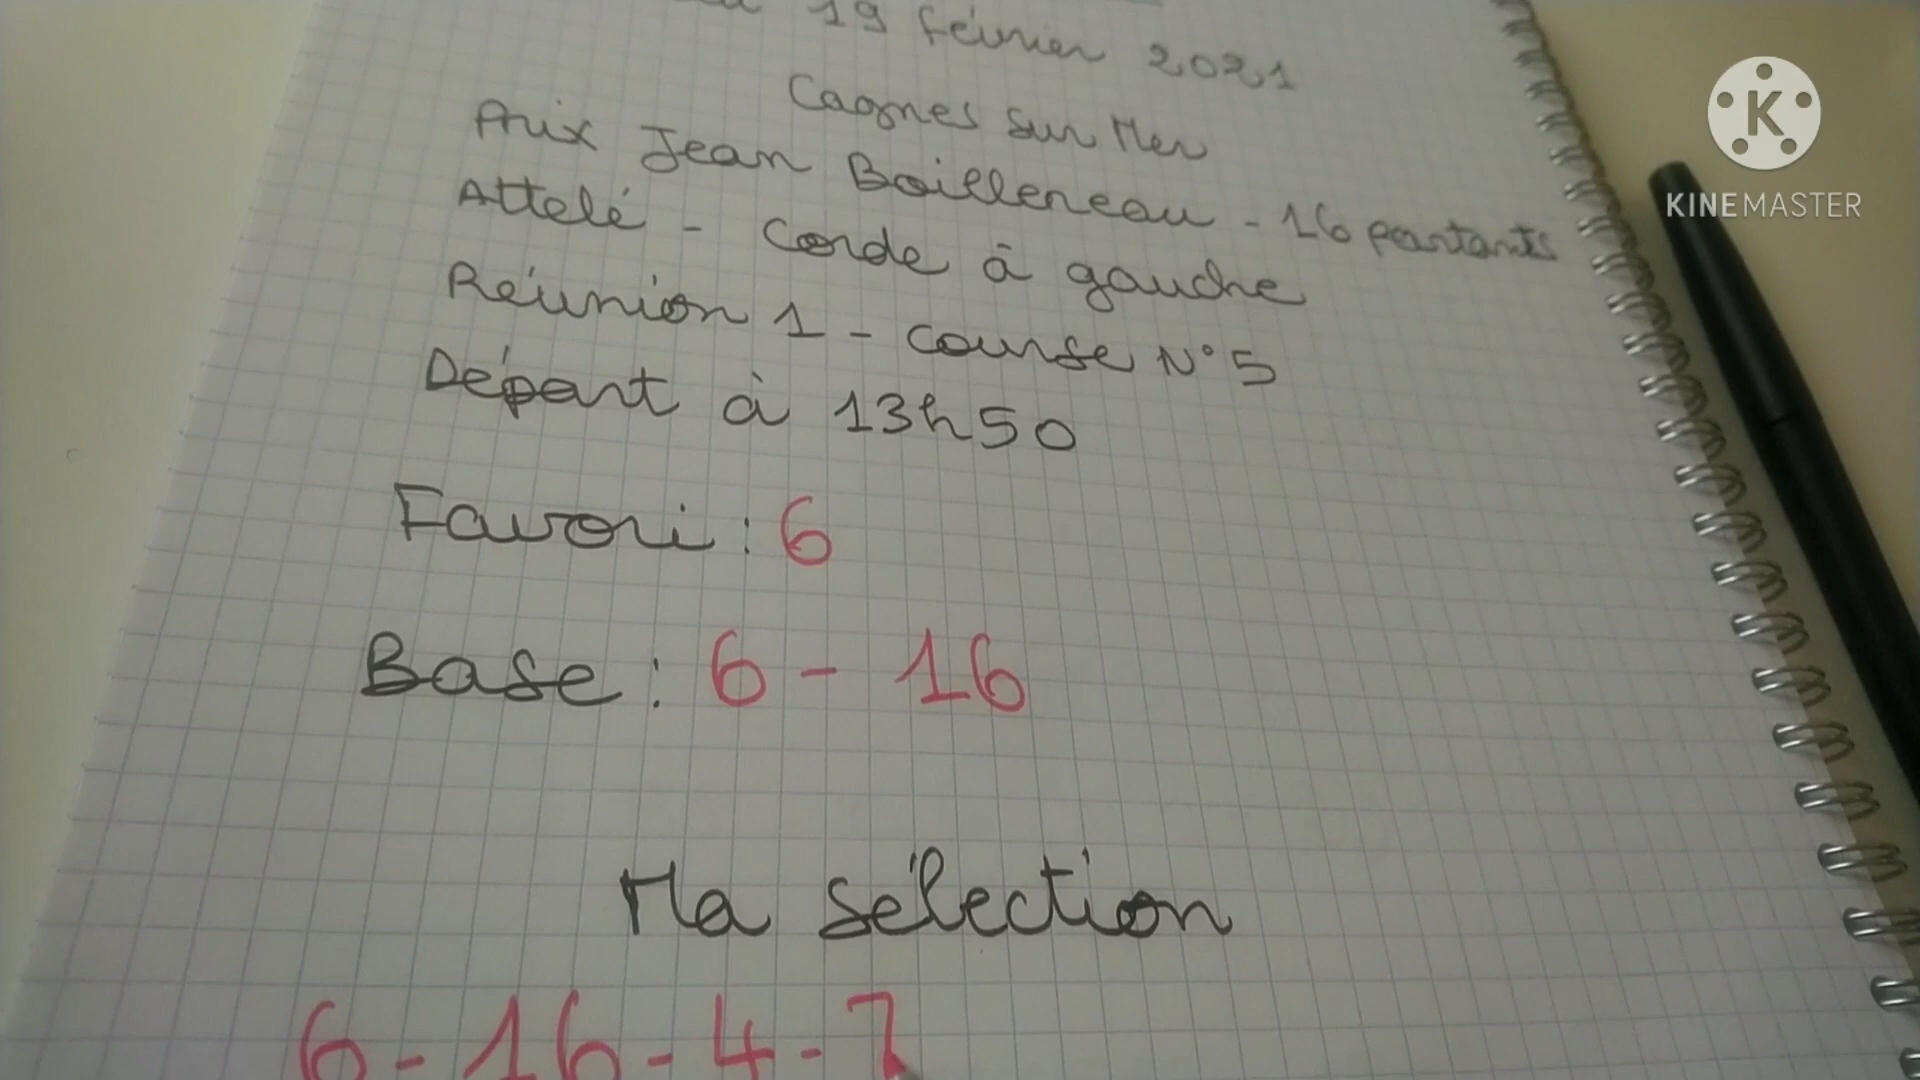 19 février 2021
Cagnes sur Mer
Prix Jean Boillereau - 16 partants
Attelé - Corde à gauche
Réunion 1 - course N° 5
Départ à 13h50
Favori : 6
Base : 6 - 16
Ma sélection
6 - 16 - 4 - 7
K
KINEMASTER